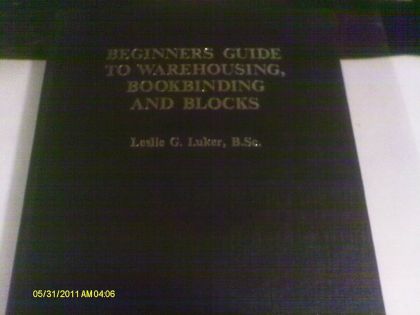 BEGINNERS GUIDE
TO WAREHOUSING,
BOOKBINDING
AND BLOCKS
Leslie G. Luker, B.Sc.
05/31/2011 AM 04:06